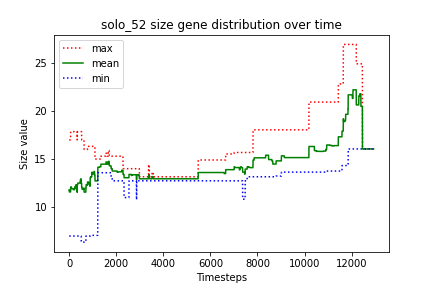 solo_52 size gene distribution over time
max
mean
min
Size value
25
20
15
10
0
2000
4000
6000
8000
10000
12000
Timesteps